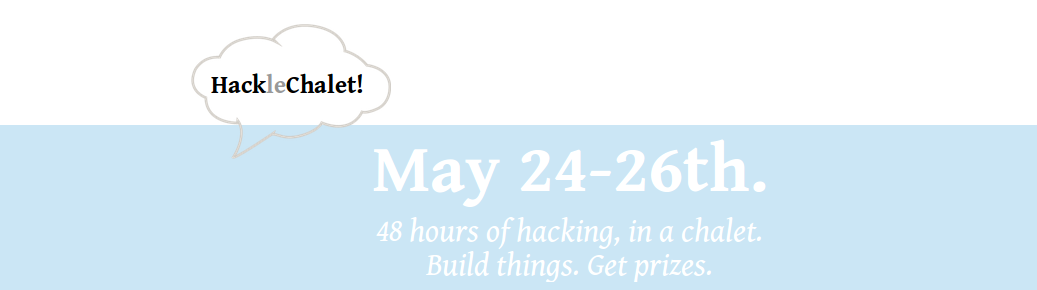 HackleChalet!
May 24-26th.
48 hours of hacking, in a chalet.
Build things. Get prizes.